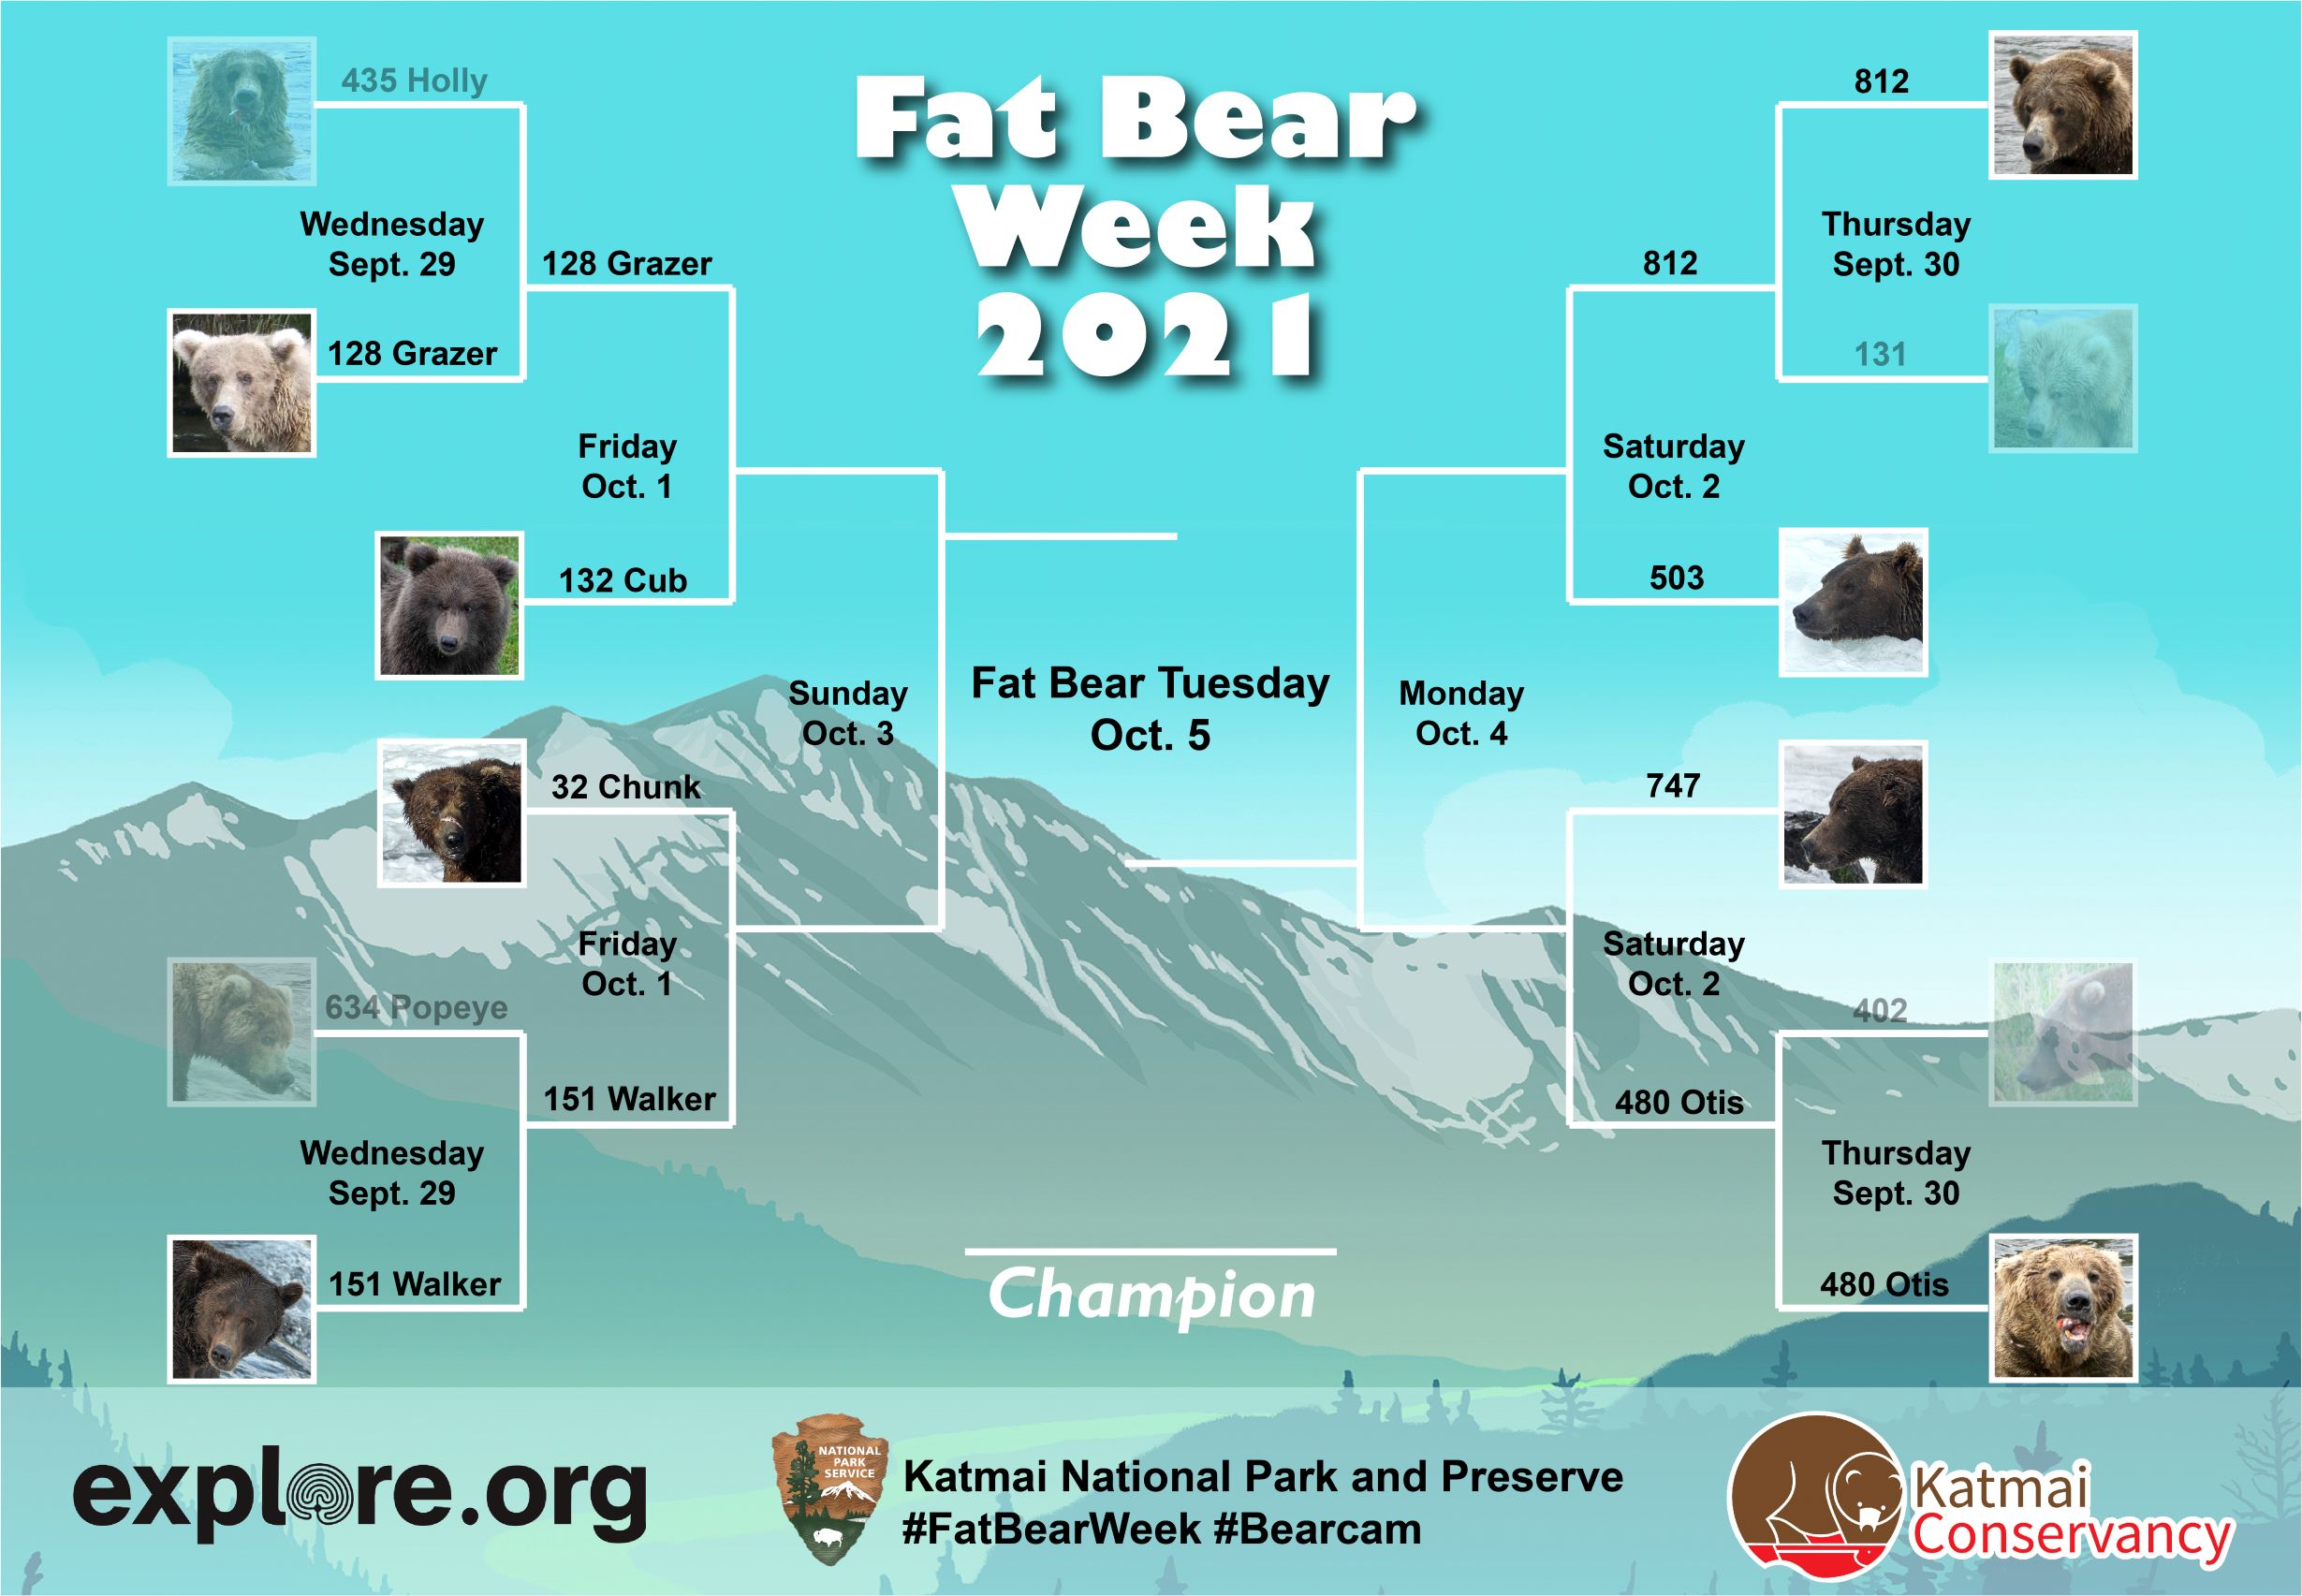 Fat Bear
Week
2021
435 Holly
Wednesday
Sept. 29
128 Grazer
128 Grazer
Friday
Oct. 1
132 Cub
Sunday
Oct. 3
32 Chunk
Friday
Oct. 1
634 Popeye
151 Walker
Wednesday
Sept. 29
151 Walker
Fat Bear Tuesday
Oct. 5
812
Thursday
Sept. 30
812
131
Saturday
Oct. 2
503
Monday
Oct. 4
747
Saturday
Oct. 2
402
480 Otis
Thursday
Sept. 30
480 Otis
Champion
explore.org
NATIONAL
PARK
SERVICE
Katmai National Park and Preserve
#FatBearWeek #Bearcam
Katmai
Conservancy